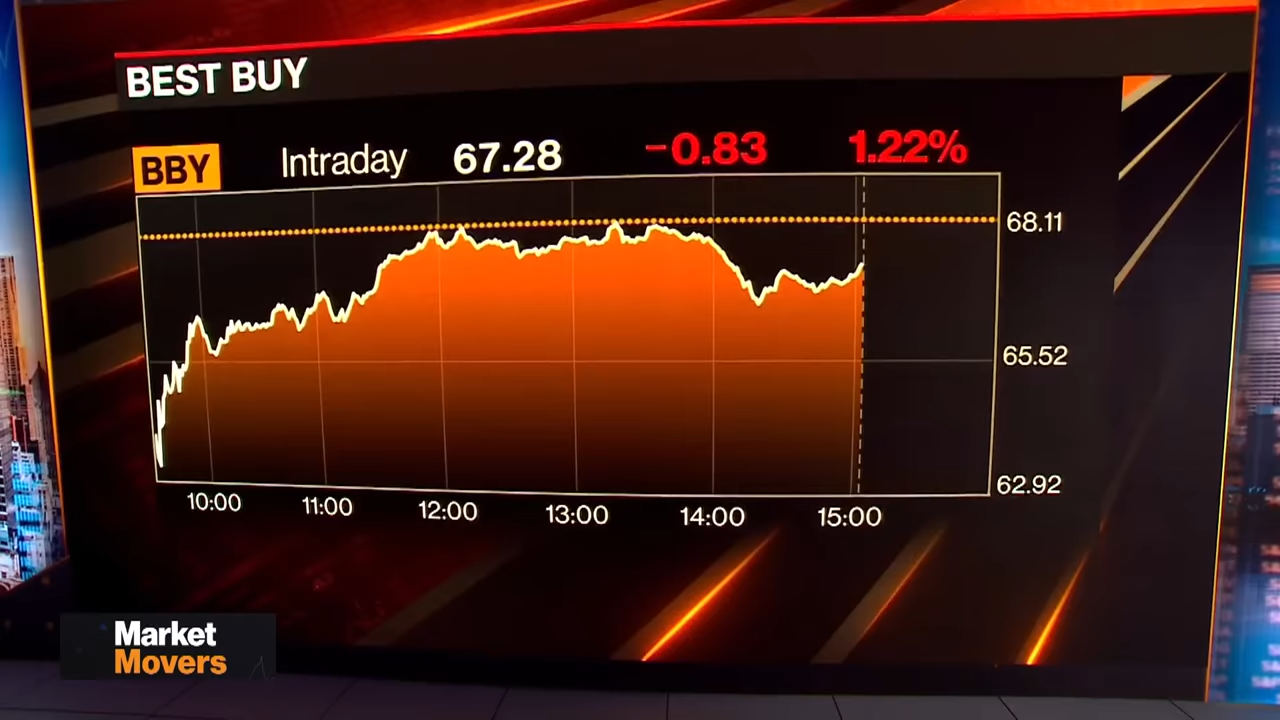 BEST BUY
BBY Intraday 67.28 -0.83 1.22%
68.11
65.52
62.92
10:00 11:00 12:00 13:00 14:00 15:00
Market
Movers